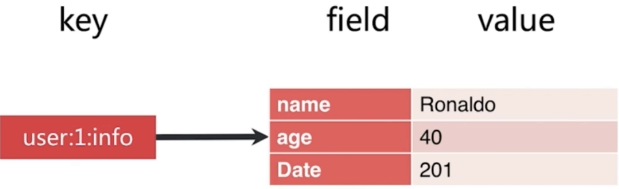 key field value
name Ronaldo
user:1:info age 40
Date 201